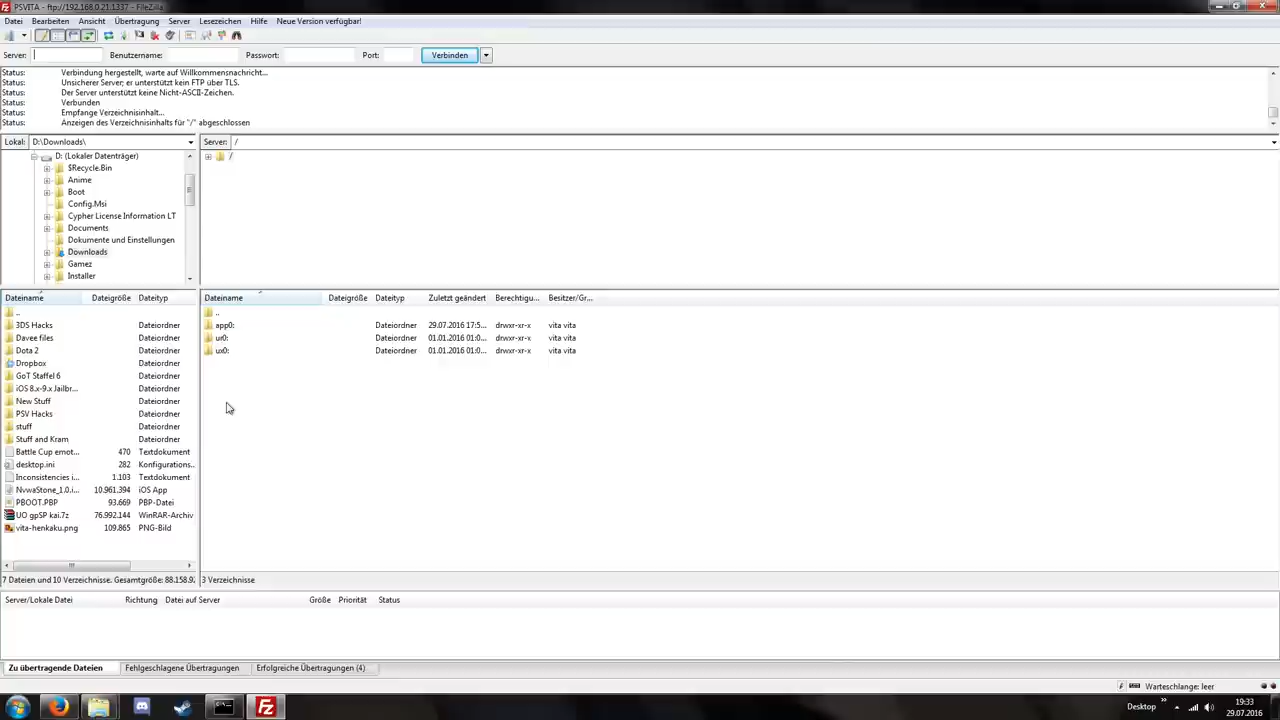 PSVITA - ftp://192.168.0.21:1337 - FileZilla
Datei Bearbeiten Ansicht Übertragung Server Lesezeichen Hilfe Neue Version verfügbar!
Server: Benutzername: Passwort: Port: Verbinden
Status: Verbindung hergestellt, warte auf Willkommensnachricht...
Status: Unsicherer Server; er unterstützt kein FTP über TLS.
Status: Der Server unterstützt keine Nicht-ASCII-Zeichen.
Status: Verbunden
Status: Empfange Verzeichnisinhalt...
Status: Anzeigen des Verzeichnisinhalts für "/" abgeschlossen
Lokal: D:\Downloads\
D: (Lokaler Datenträger)
$Recycle.Bin
Anime
Boot
Config.Msi
Cypher License Information LT
Documents
Dokumente und Einstellungen
Downloads
Gamez
Installer
Server: /
/
Dateiname Dateigröße Dateityp
..
3DS Hacks Dateiordner
Davee files Dateiordner
Dota 2 Dateiordner
Dropbox Dateiordner
GoT Staffel 6 Dateiordner
iOS 8.x-9.x Jailbr... Dateiordner
New Stuff Dateiordner
PSV Hacks Dateiordner
stuff Dateiordner
Stuff and Kram Dateiordner
Battle Cup emot... 470 Textdokument
desktop.ini 282 Konfigurations...
Inconsistencies i... 1.103 Textdokument
NvwaStone_1.0.i... 10.961.394 iOS App
PBOOT.PBP 93.669 PBP-Datei
UO gpSP kai.7z 76.992.144 WinRAR-Archiv
vita-henkaku.png 109.865 PNG-Bild
7 Dateien und 10 Verzeichnisse. Gesamtgröße: 88.158.92
Dateiname Dateigröße Dateityp Zuletzt geändert Berechtigu... Besitzer/Gr...
..
app0: Dateiordner 29.07.2016 17:5... drwxr-xr-x vita vita
ur0: Dateiordner 01.01.2016 01:0... drwxr-xr-x vita vita
ux0: Dateiordner 01.01.2016 01:0... drwxr-xr-x vita vita
3 Verzeichnisse
Server/Lokale Datei Richtung Datei auf Server Größe Priorität Status
Zu übertragende Dateien Fehlgeschlagene Übertragungen Erfolgreiche Übertragungen (4)
Warteschlange: leer
Desktop
19:33
29.07.2016